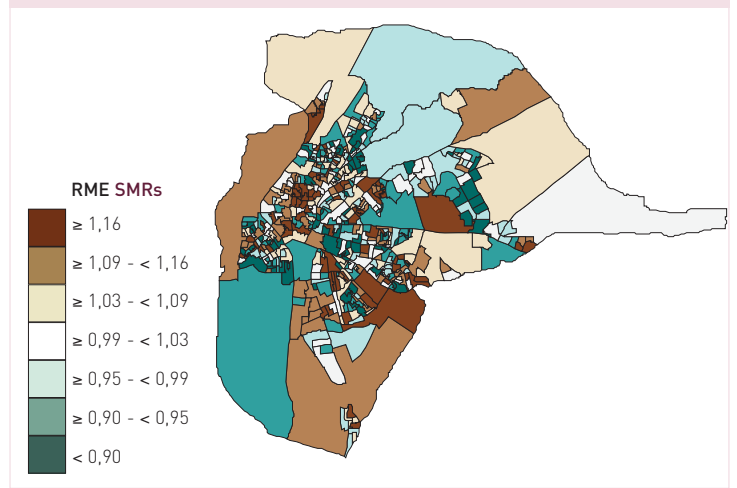 RME SMRs
≥ 1,16
≥ 1,09 - < 1,16
≥ 1,03 - < 1,09
≥ 0,99 - < 1,03
≥ 0,95 - < 0,99
≥ 0,90 - < 0,95
< 0,90